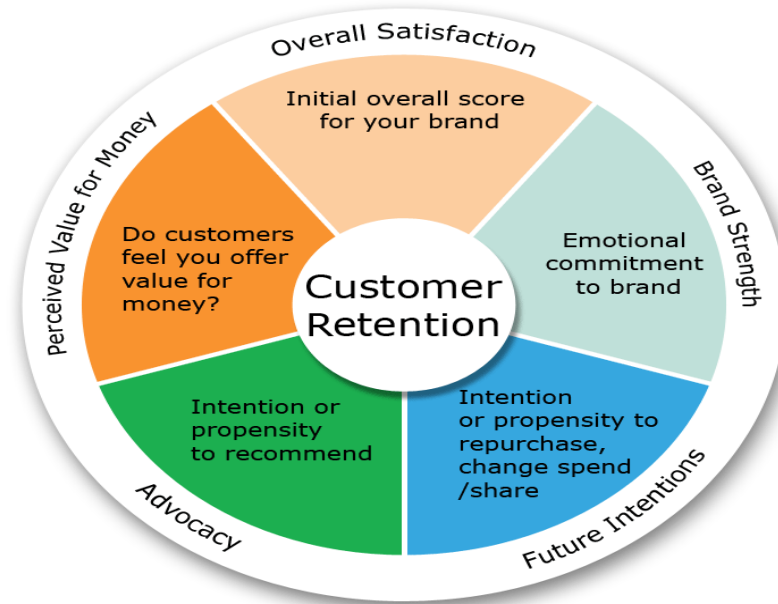 Overall Satisfaction
Initial overall score
for your brand
Brand Strength
Emotional
commitment
to brand
Future Intentions
Intention
or propensity to
repurchase,
change spend
/share
Advocacy
Intention or
propensity
to recommend
Perceived Value for Money
Do customers
feel you offer
value for
money?
Customer
Retention